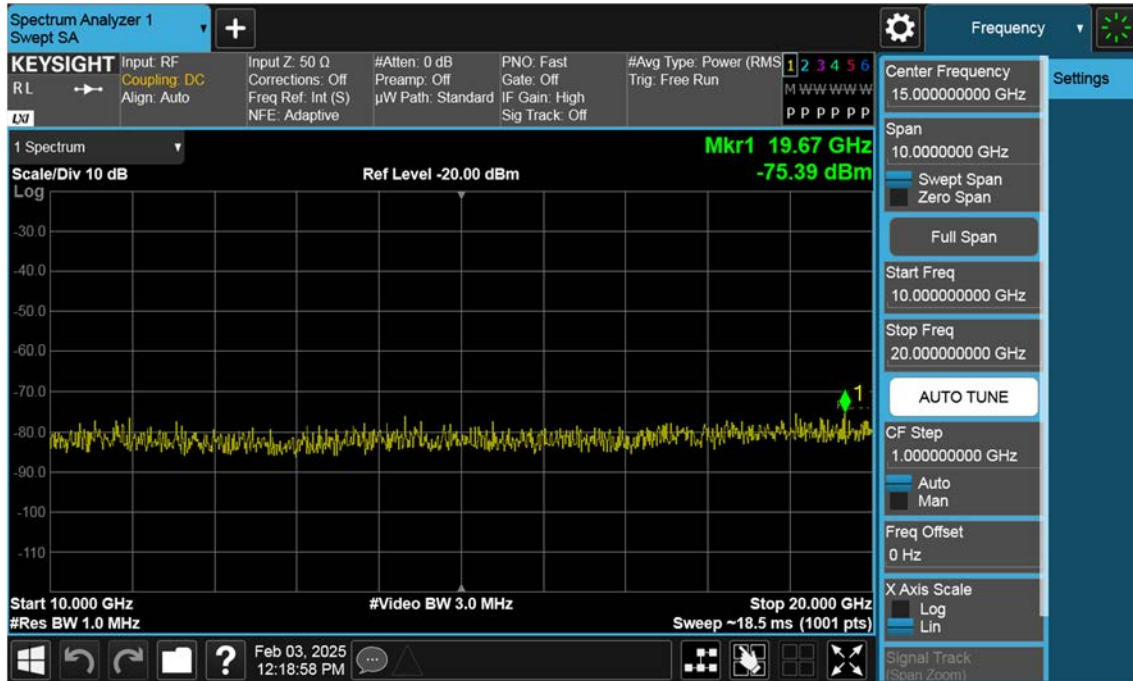 Spectrum Analyzer 1
Swept SA
Frequency
KEYSIGHT
RL
LXI
Input: RF
Coupling: DC
Align: Auto
Input Z: 50 Ω
Corrections: Off
Freq Ref: Int (S)
NFE: Adaptive
#Atten: 0 dB
Preamp: Off
µW Path: Standard
PNO: Fast
Gate: Off
IF Gain: High
Sig Track: Off
#Avg Type: Power (RMS
Trig: Free Run
1 2 3 4 5 6
M W W W W W
P P P P P P
Settings
1 Spectrum
Mkr1 19.67 GHz
-75.39 dBm
Scale/Div 10 dB
Ref Level -20.00 dBm
Log
-30.0
-40.0
-50.0
-60.0
-70.0
-80.0
-90.0
-100
-110
1
Start 10.000 GHz
#Video BW 3.0 MHz
Stop 20.000 GHz
#Res BW 1.0 MHz
Sweep ~18.5 ms (1001 pts)
Center Frequency
15.000000000 GHz
Span
10.0000000 GHz
Swept Span
Zero Span
Full Span
Start Freq
10.000000000 GHz
Stop Freq
20.000000000 GHz
AUTO TUNE
CF Step
1.000000000 GHz
Auto
Man
Freq Offset
0 Hz
X Axis Scale
Log
Lin
Signal Track
(Span Zoom)
?
Feb 03, 2025
12:18:58 PM